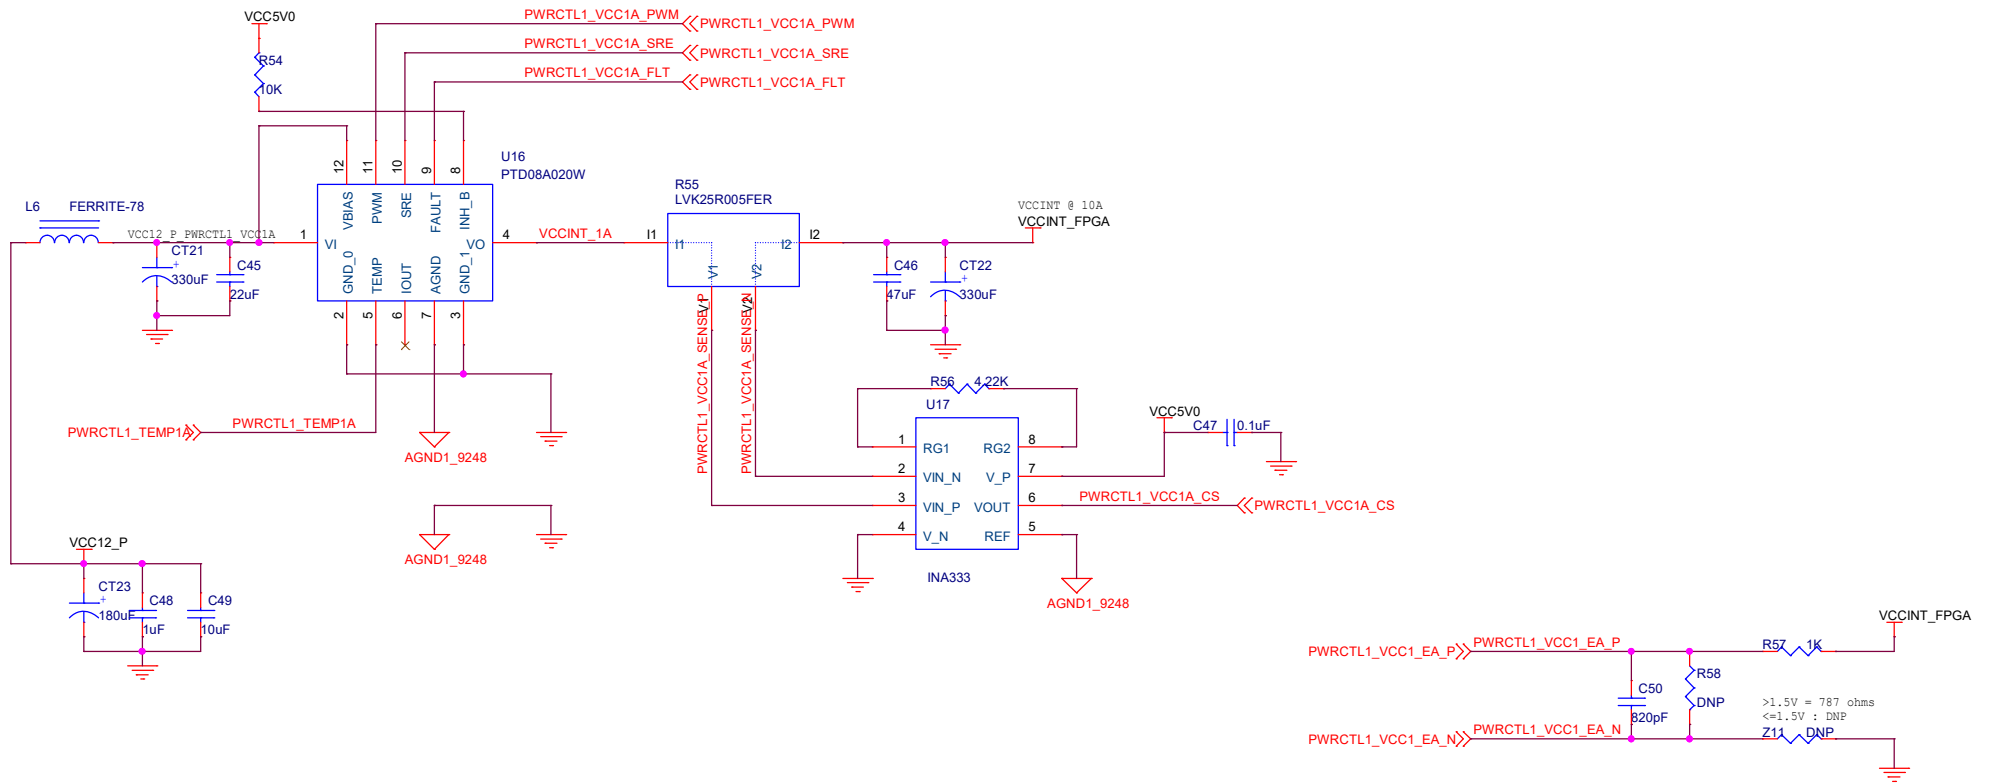 VCC5V0
R54
10K
PWRCTL1_VCC1A_PWM
PWRCTL1_VCC1A_PWM
PWRCTL1_VCC1A_SRE
PWRCTL1_VCC1A_SRE
PWRCTL1_VCC1A_FLT
PWRCTL1_VCC1A_FLT
U16
PTD08A020W
12
11
10
9
8
VBIAS
PWM
SRE
FAULT
INH_B
1
VI
VO
4
GND_0
TEMP
IOUT
AGND
GND_1
2
5
6
7
3
L6
FERRITE-78
VCC12_P_PWRCTL1_VCC1A
CT21
+
330uF
C45
22uF
VCCINT_1A
R55
LVK25R005FER
I1
I1
I2
I2
V1
V2
V1
V2
PWRCTL1_VCC1A_SENSE_P
PWRCTL1_VCC1A_SENSE_N
VCCINT @ 10A
VCCINT_FPGA
C46
47uF
CT22
+
330uF
PWRCTL1_TEMP1A
PWRCTL1_TEMP1A
AGND1_9248
AGND1_9248
R56
4.22K
U17
1
RG1
RG2
8
2
VIN_N
V_P
7
3
VIN_P
VOUT
6
4
V_N
REF
5
INA333
VCC5V0
C47
0.1uF
PWRCTL1_VCC1A_CS
PWRCTL1_VCC1A_CS
AGND1_9248
VCC12_P
CT23
+
180uF
C48
1uF
C49
10uF
VCCINT_FPGA
PWRCTL1_VCC1_EA_P
PWRCTL1_VCC1_EA_P
R57
1K
C50
820pF
R58
DNP
>1.5V = 787 ohms
<=1.5V : DNP
PWRCTL1_VCC1_EA_N
PWRCTL1_VCC1_EA_N
Z11
DNP